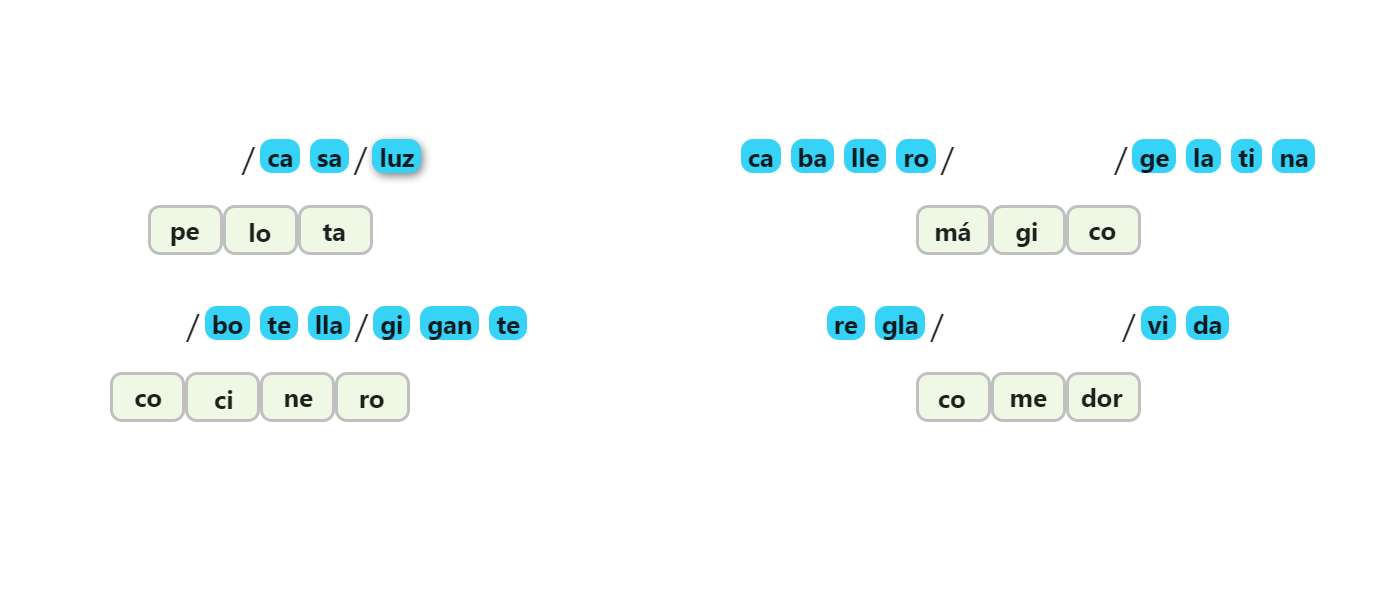 / ca sa / luz
pe lo ta
/ bo te lla / gi gan te
co ci ne ro
ca ba lle ro / / ge la ti na
má gi co
re gla / / vi da
co me dor